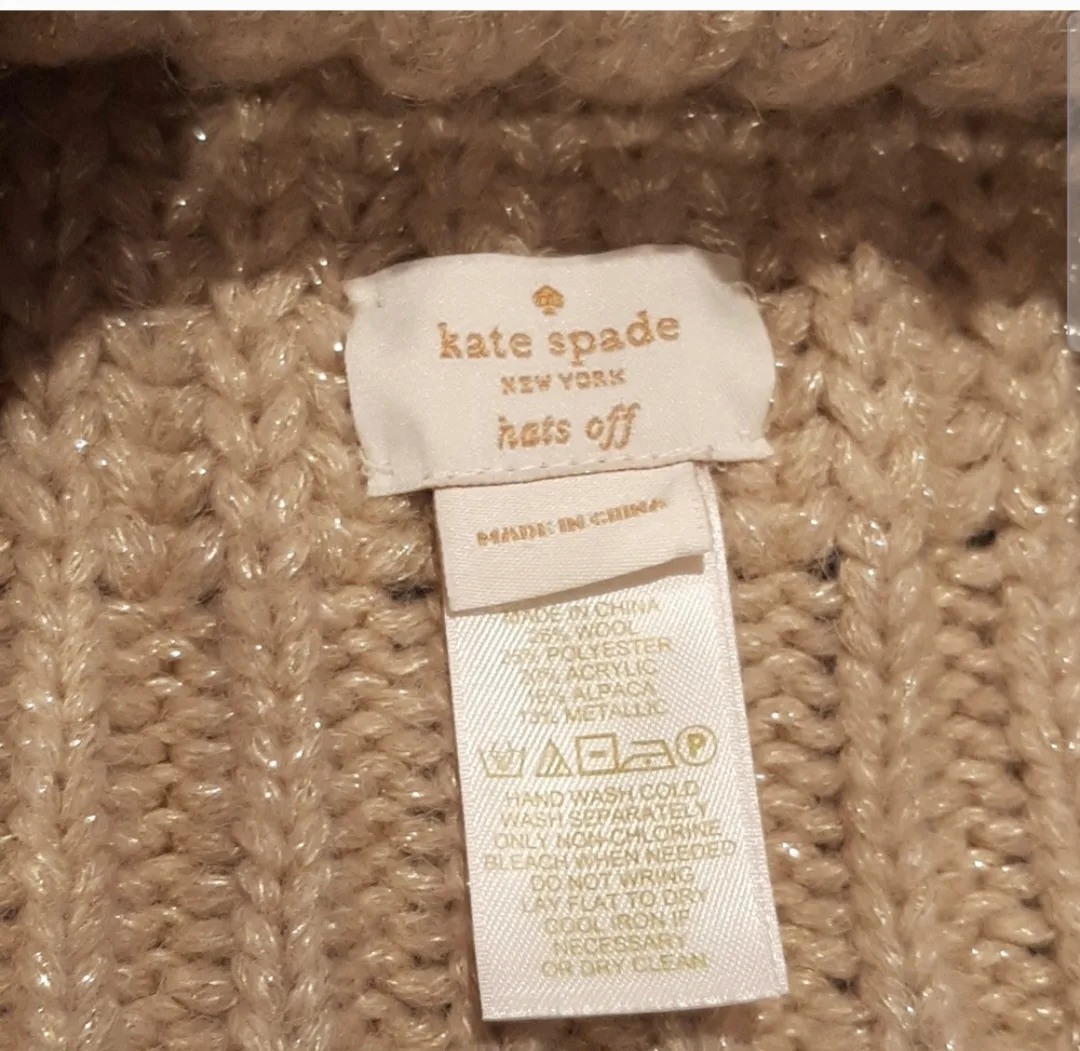 kate spade
NEW YORK
hats off
MADE IN CHINA
MADE IN CHINA
WOOL
POLYESTER
ACRYLIC
ALPACA
METALLIC
P
HAND WASH COLD
WASH SEPARATELY
ONLY NON-CHLORINE
BLEACH WHEN NEEDED
DO NOT WRING
LAY FLAT TO DRY
COOL IRON IF
NECESSARY
OR DRY CLEAN